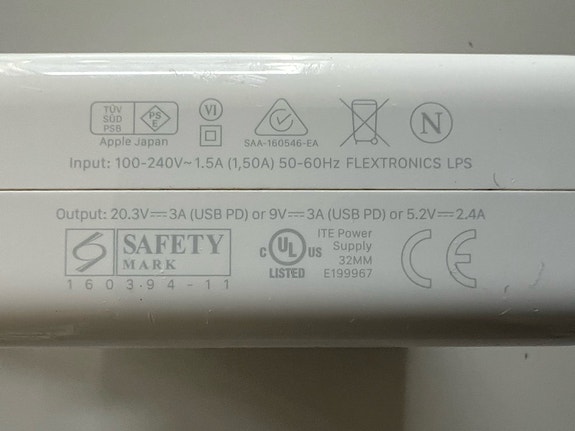 TÜV
SÜD
PSB
PS
E
VI
N
Apple Japan
SAA-160546-EA
Input: 100-240V~ 1.5A (1,50A) 50-60Hz FLEXTRONICS LPS
Output: 20.3V⎓3A (USB PD) or 9V⎓3A (USB PD) or 5.2V⎓2.4A
S SAFETY
MARK
160394-11
C UL US
LISTED
ITE Power
Supply
32MM
E199967
CE